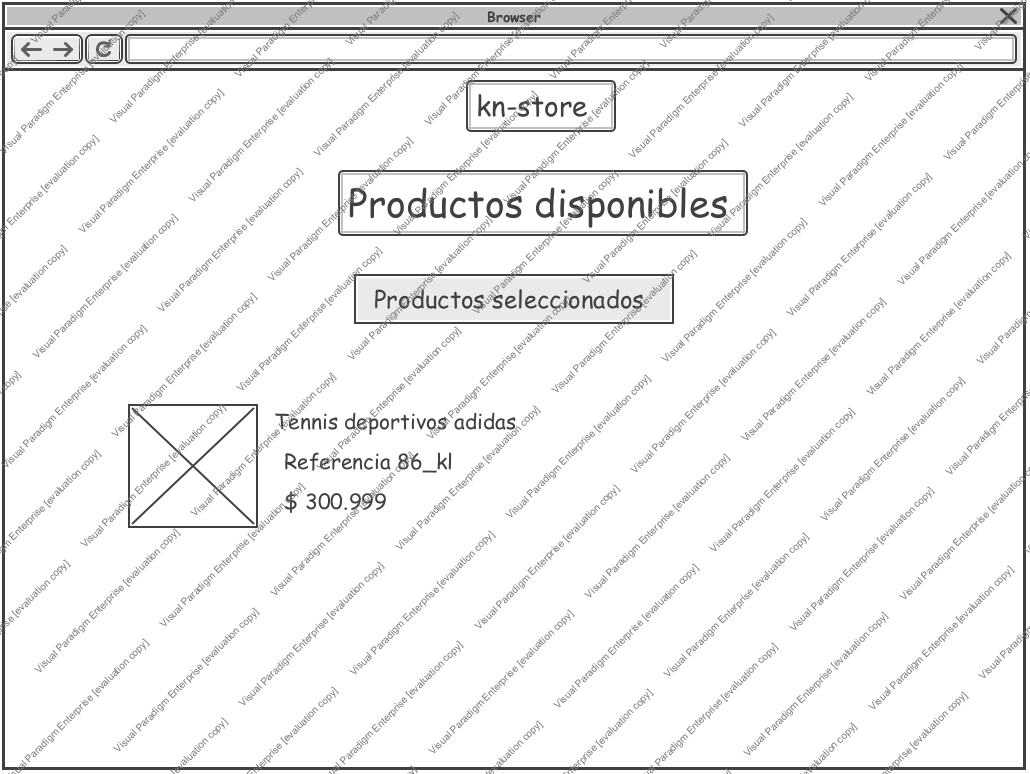 Browser
kn-store
Productos disponibles
Productos seleccionados
Tennis deportivos adidas
Referencia 86_kl
$ 300.999
Visual Paradigm Enterprise [evaluation copy]